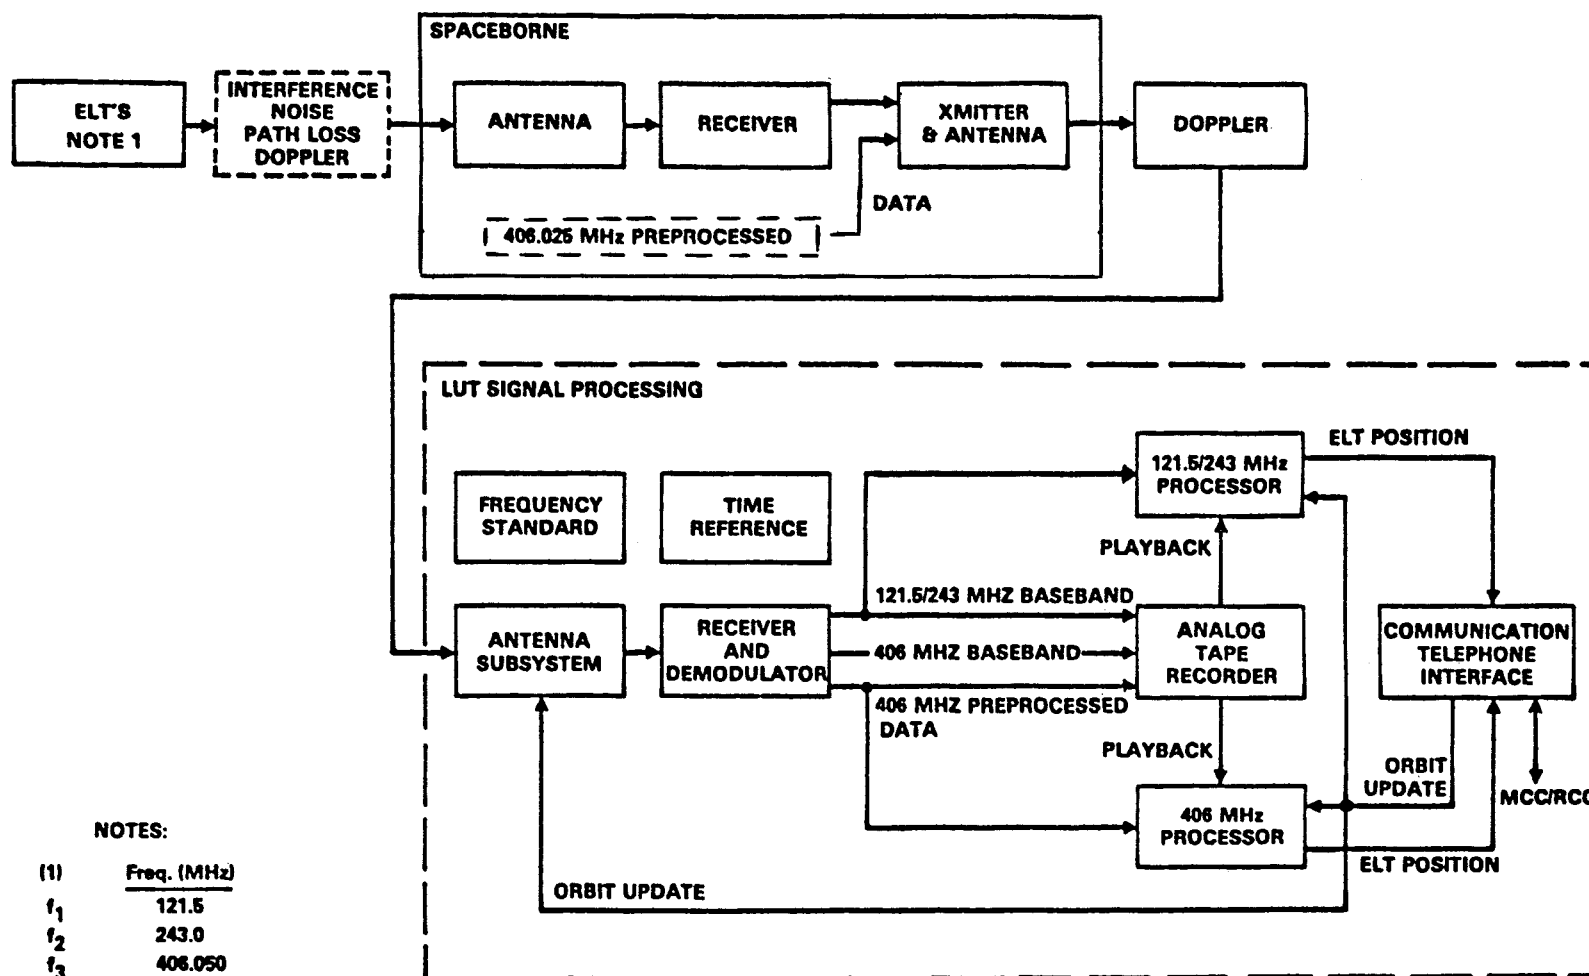 SPACEBORNE
ELT'S
NOTE 1
INTERFERENCE
NOISE
PATH LOSS
DOPPLER
ANTENNA
RECEIVER
XMITTER
& ANTENNA
DOPPLER
DATA
406.025 MHz PREPROCESSED
LUT SIGNAL PROCESSING
FREQUENCY
STANDARD
TIME
REFERENCE
121.5/243 MHz
PROCESSOR
ELT POSITION
PLAYBACK
121.5/243 MHZ BASEBAND
ANTENNA
SUBSYSTEM
RECEIVER
AND
DEMODULATOR
406 MHZ BASEBAND
ANALOG
TAPE
RECORDER
COMMUNICATION
TELEPHONE
INTERFACE
406 MHZ PREPROCESSED
DATA
PLAYBACK
ORBIT
UPDATE
MCC/RCC
406 MHz
PROCESSOR
ELT POSITION
ORBIT UPDATE
NOTES:
(1) Freq. (MHz)
f1 121.5
f2 243.0
f3 406.050